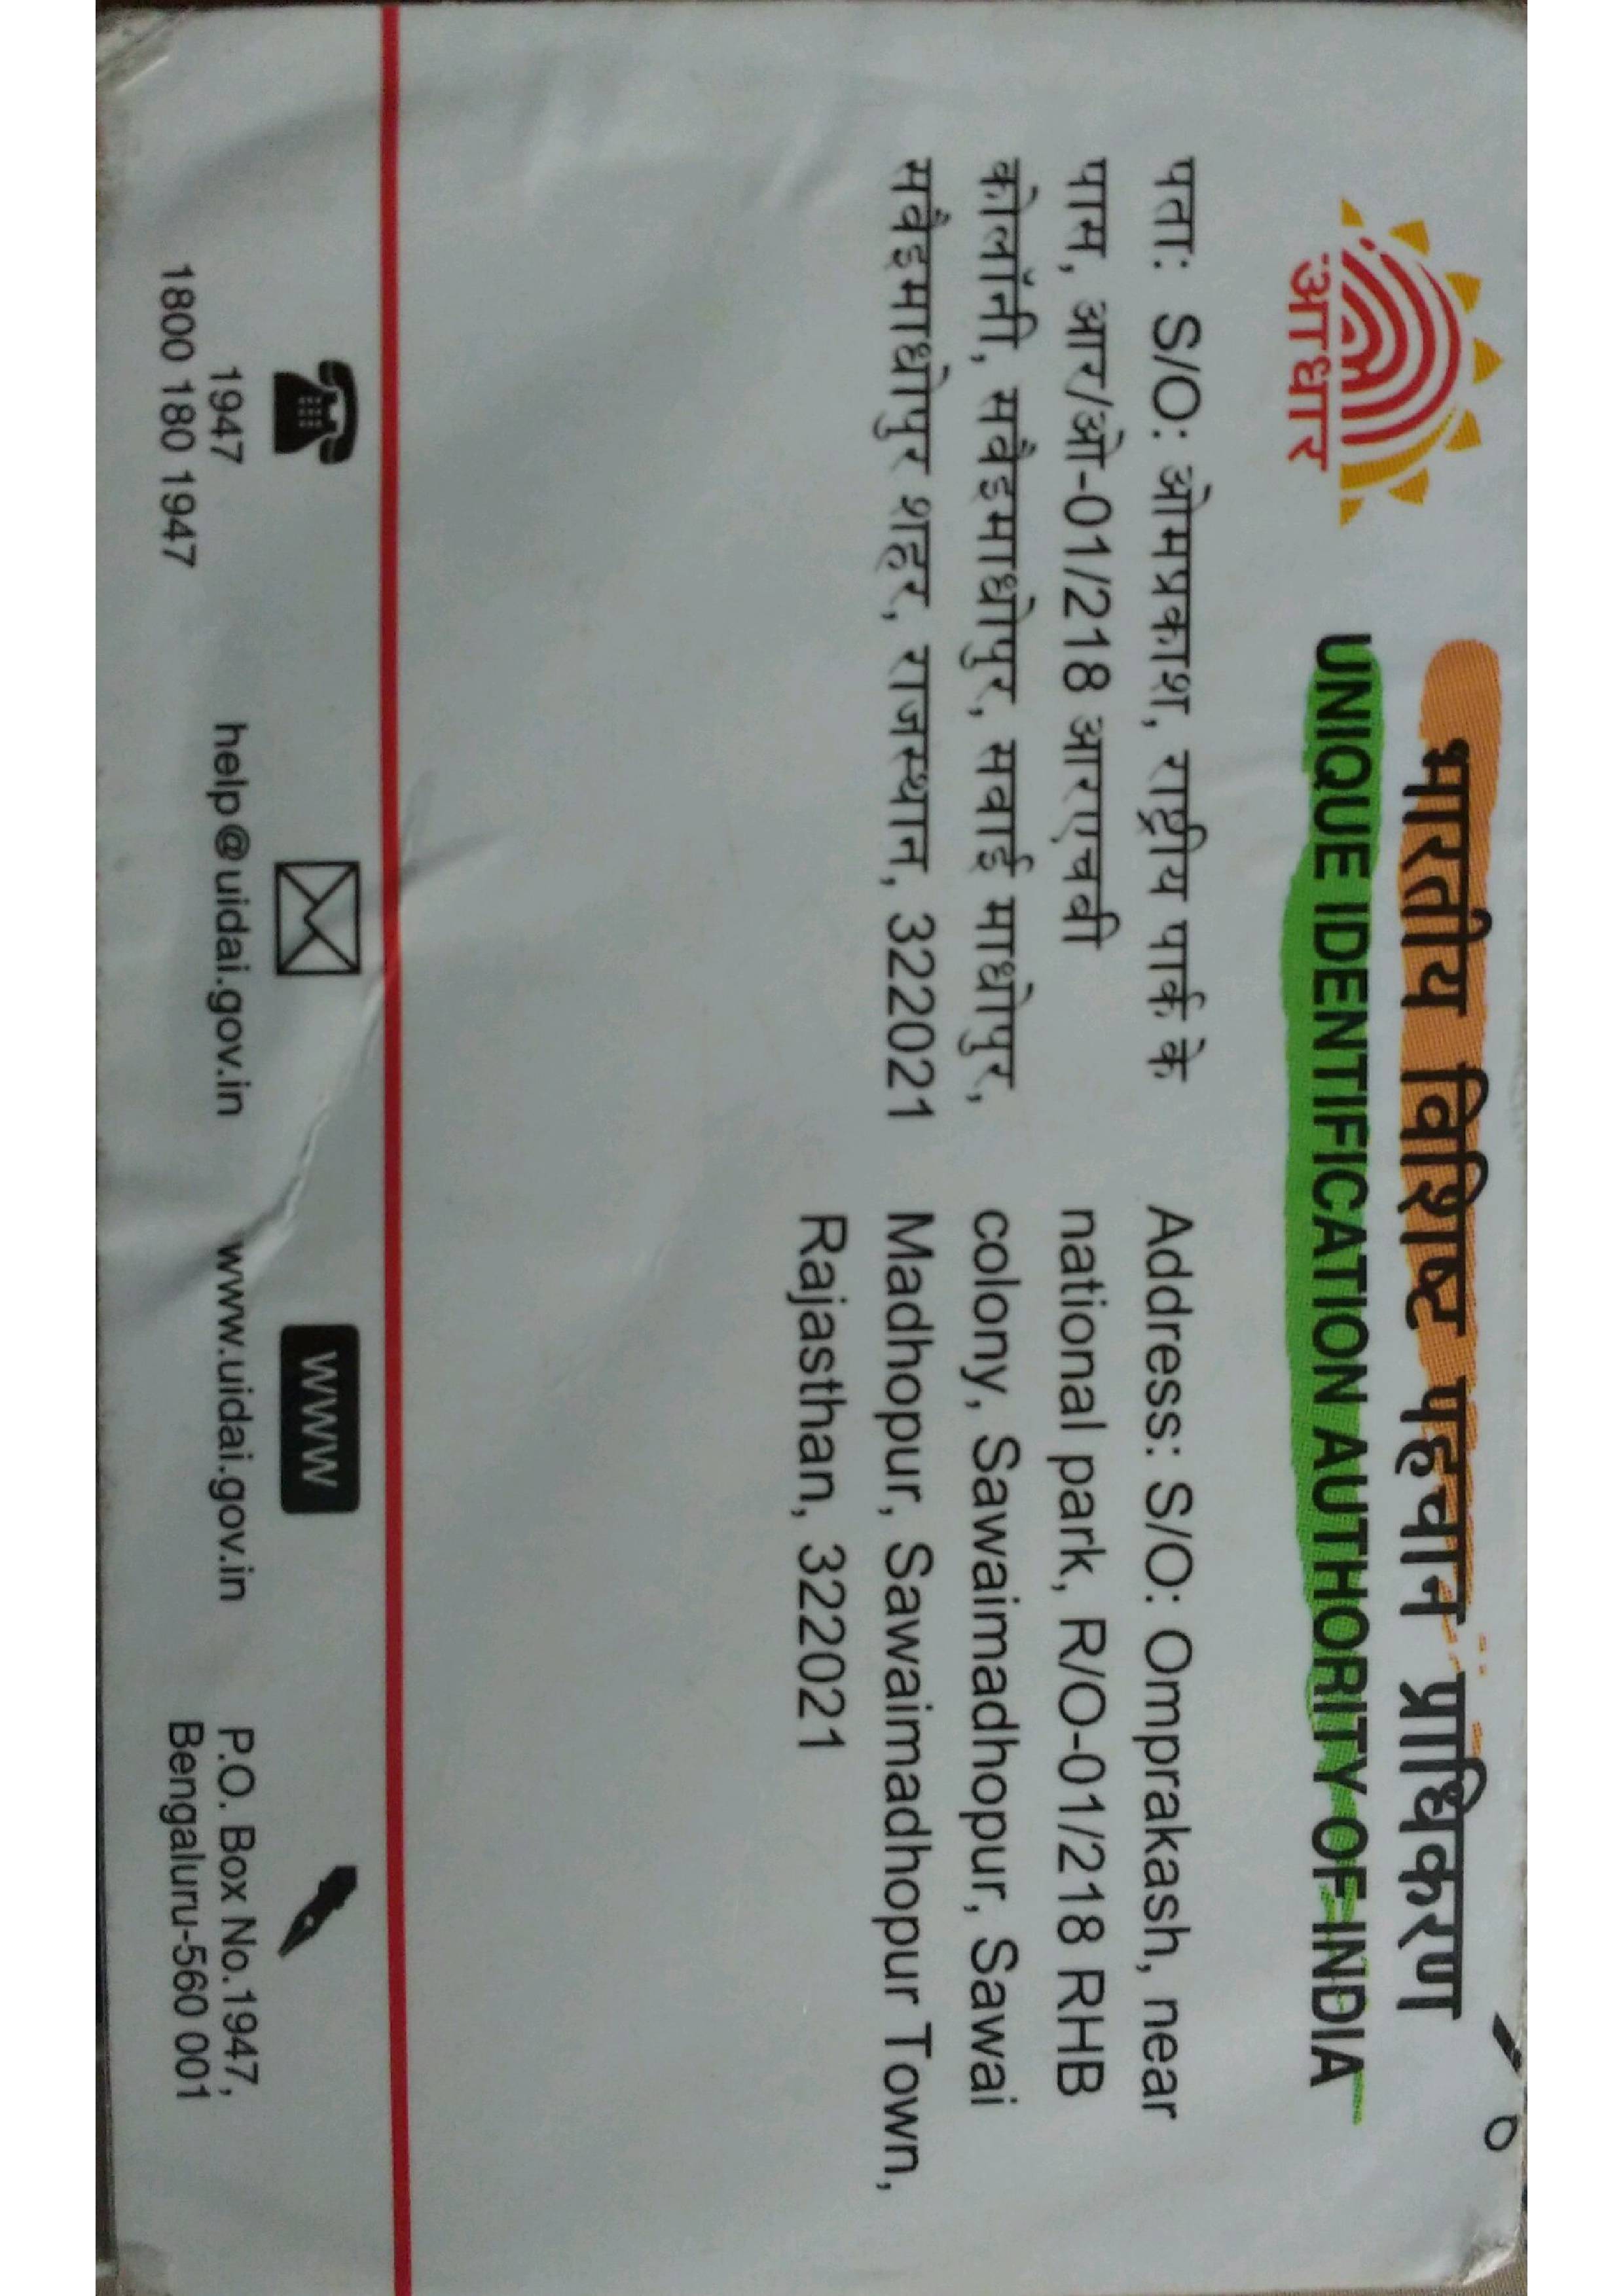 भारतीय विशिष्ट पहचान प्राधिकरण
UNIQUE IDENTIFICATION AUTHORITY OF INDIA
आधार
पता: S/O: ओमप्रकाश, राष्ट्रीय पार्क के
पास, आर/ओ-01/218 आरएचबी
कोलॉनी, सवैइमाधोपुर, सवाई माधोपुर,
सवैइमाधोपुर शहर, राजस्थान, 322021
Address: S/O: Omprakash, near
national park, R/O-01/218 RHB
colony, Sawaimadhopur, Sawai
Madhopur, Sawaimadhopur Town,
Rajasthan, 322021
1947
1800 180 1947
help@uidai.gov.in
www
www.uidai.gov.in
P.O. Box No.1947,
Bengaluru-560 001